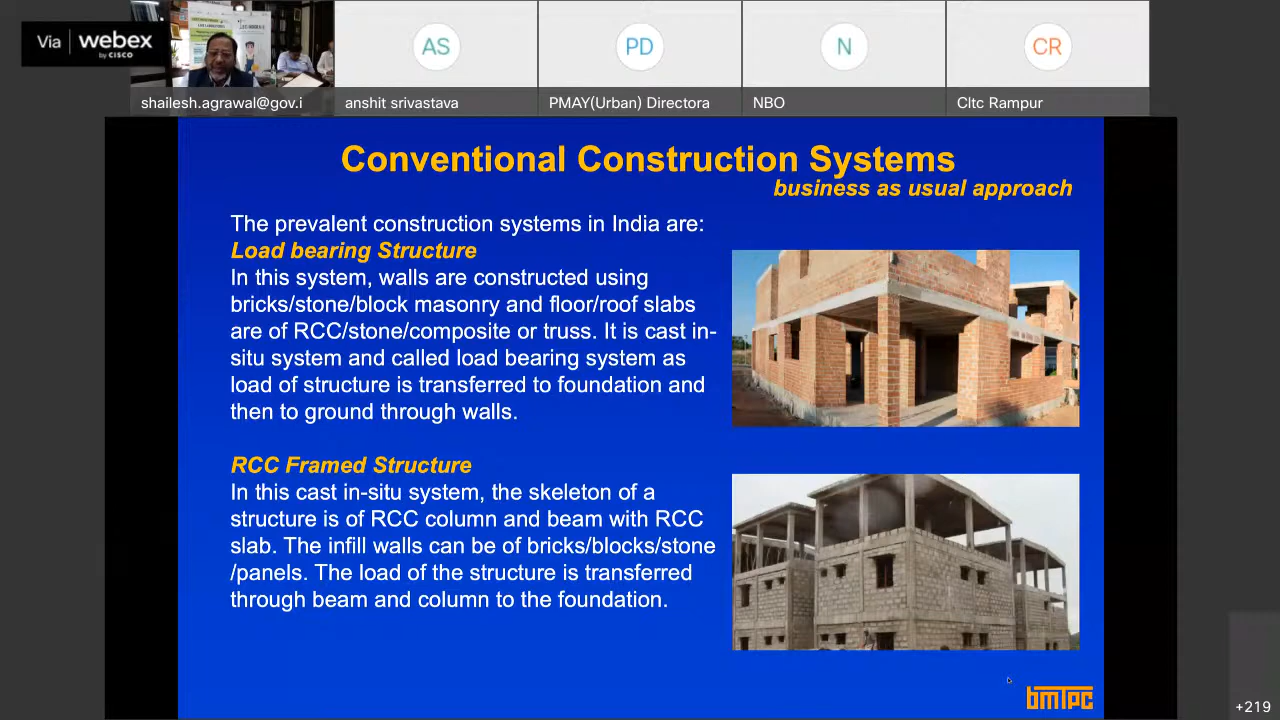 Via webex
by CISCO
AS
PD
N
CR
shailesh.agrawal@gov.i
anshit srivastava
PMAY(Urban) Directora
NBO
Cltc Rampur
Conventional Construction Systems
business as usual approach
The prevalent construction systems in India are:
Load bearing Structure
In this system, walls are constructed using
bricks/stone/block masonry and floor/roof slabs
are of RCC/stone/composite or truss. It is cast in-
situ system and called load bearing system as
load of structure is transferred to foundation and
then to ground through walls.
RCC Framed Structure
In this cast in-situ system, the skeleton of a
structure is of RCC column and beam with RCC
slab. The infill walls can be of bricks/blocks/stone
/panels. The load of the structure is transferred
through beam and column to the foundation.
bmTPC
+219